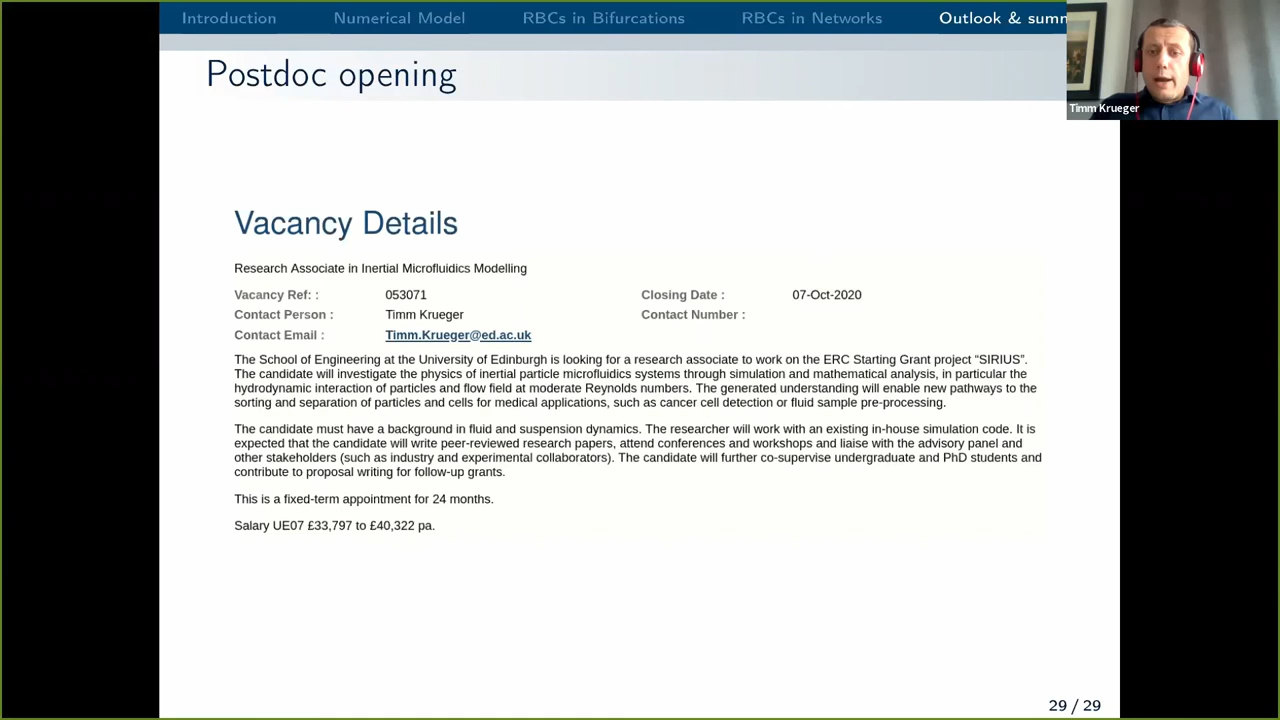 Introduction Numerical Model RBCs in Bifurcations RBCs in Networks Outlook & summ
Timm Krueger
Postdoc opening
Vacancy Details
Research Associate in Inertial Microfluidics Modelling
Vacancy Ref: : 053071 Closing Date : 07-Oct-2020
Contact Person : Timm Krueger Contact Number :
Contact Email : Timm.Krueger@ed.ac.uk
The School of Engineering at the University of Edinburgh is looking for a research associate to work on the ERC Starting Grant project "SIRIUS".
The candidate will investigate the physics of inertial particle microfluidics systems through simulation and mathematical analysis, in particular the
hydrodynamic interaction of particles and flow field at moderate Reynolds numbers. The generated understanding will enable new pathways to the
sorting and separation of particles and cells for medical applications, such as cancer cell detection or fluid sample pre-processing.
The candidate must have a background in fluid and suspension dynamics. The researcher will work with an existing in-house simulation code. It is
expected that the candidate will write peer-reviewed research papers, attend conferences and workshops and liaise with the advisory panel and
other stakeholders (such as industry and experimental collaborators). The candidate will further co-supervise undergraduate and PhD students and
contribute to proposal writing for follow-up grants.
This is a fixed-term appointment for 24 months.
Salary UE07 £33,797 to £40,322 pa.
29 / 29